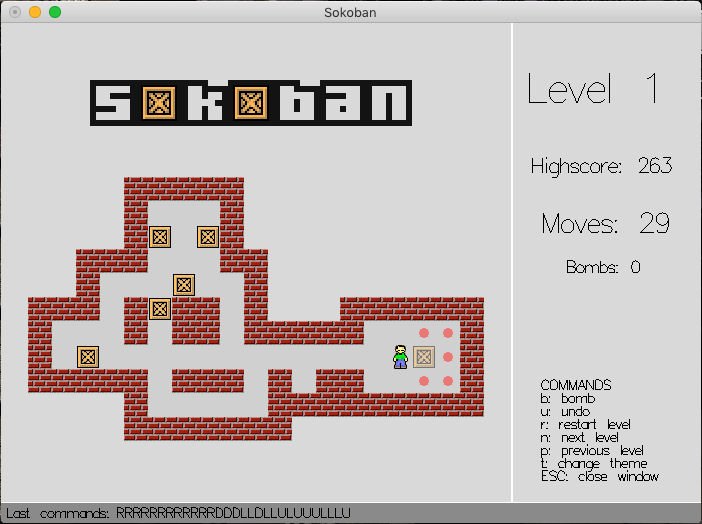 Sokoban
sokoban
Level 1
Highscore: 263
Moves: 29
Bombs: 0
COMMANDS
b: bomb
u: undo
r: restart level
n: next level
p: previous level
t: change theme
ESC: close window
Last commands: RRRRRRRRRRRRDDDLLDLLULUUULLLU